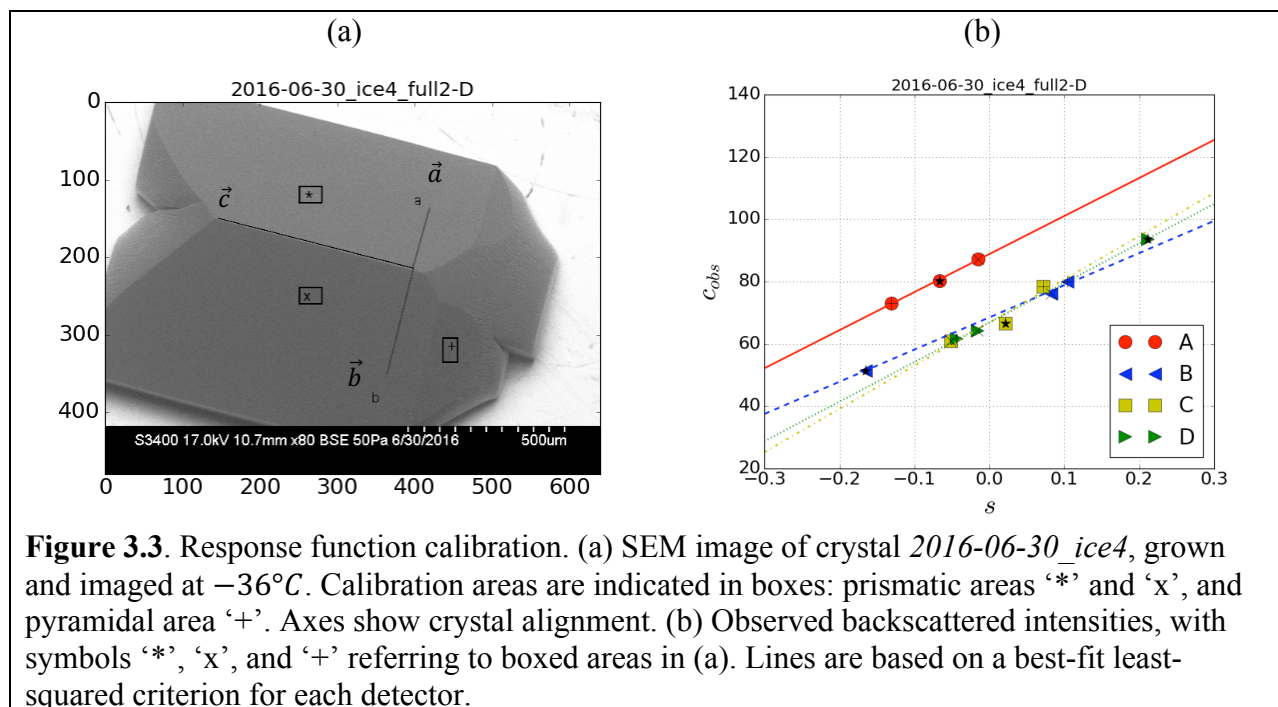 (a)
(b)
2016-06-30_ice4_full2-D
0
100
200
300
400
0 100 200 300 400 500 600
*
c⃗
a⃗
a
x
+
b⃗
b
S3400 17.0kV 10.7mm x80 BSE 50Pa 6/30/2016 500um
2016-06-30_ice4_full2-D
140
120
100
80
60
40
20
c_obs
−0.3 −0.2 −0.1 0.0 0.1 0.2 0.3
s
A
B
C
D
Figure 3.3. Response function calibration. (a) SEM image of crystal 2016-06-30_ice4, grown
and imaged at −36°C. Calibration areas are indicated in boxes: prismatic areas ‘*’ and ‘x’, and
pyramidal area ‘+’. Axes show crystal alignment. (b) Observed backscattered intensities, with
symbols ‘*’, ‘x’, and ‘+’ referring to boxed areas in (a). Lines are based on a best-fit least-
squared criterion for each detector.